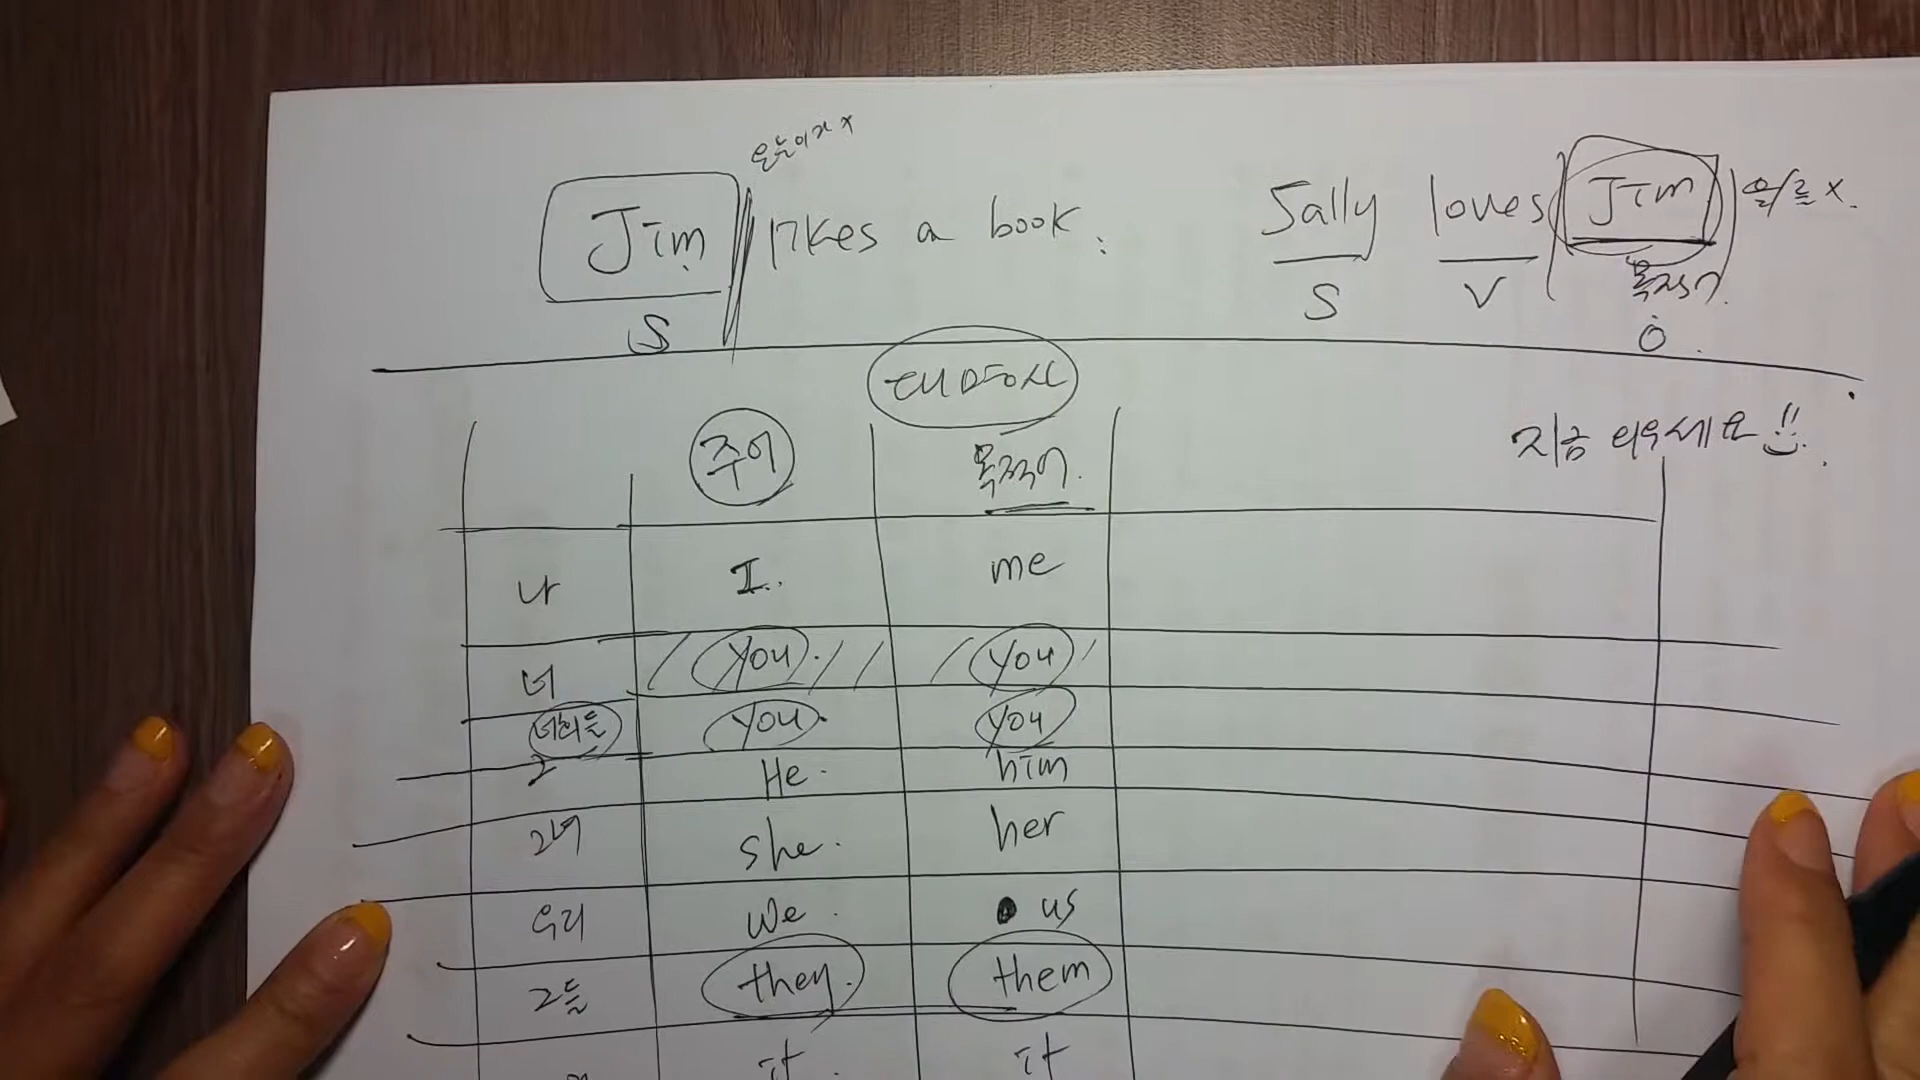 은는이가 x
Jim likes a book.
S
Sally loves Jim 을/를 x.
S V 목적어.
O.
대명사
지금 외우세요!!
주어 목적어.
나 I. me
너 You. you
너희들 You. you
그 He. him
그녀 she. her
우리 we. us
그들 they. them
it. it